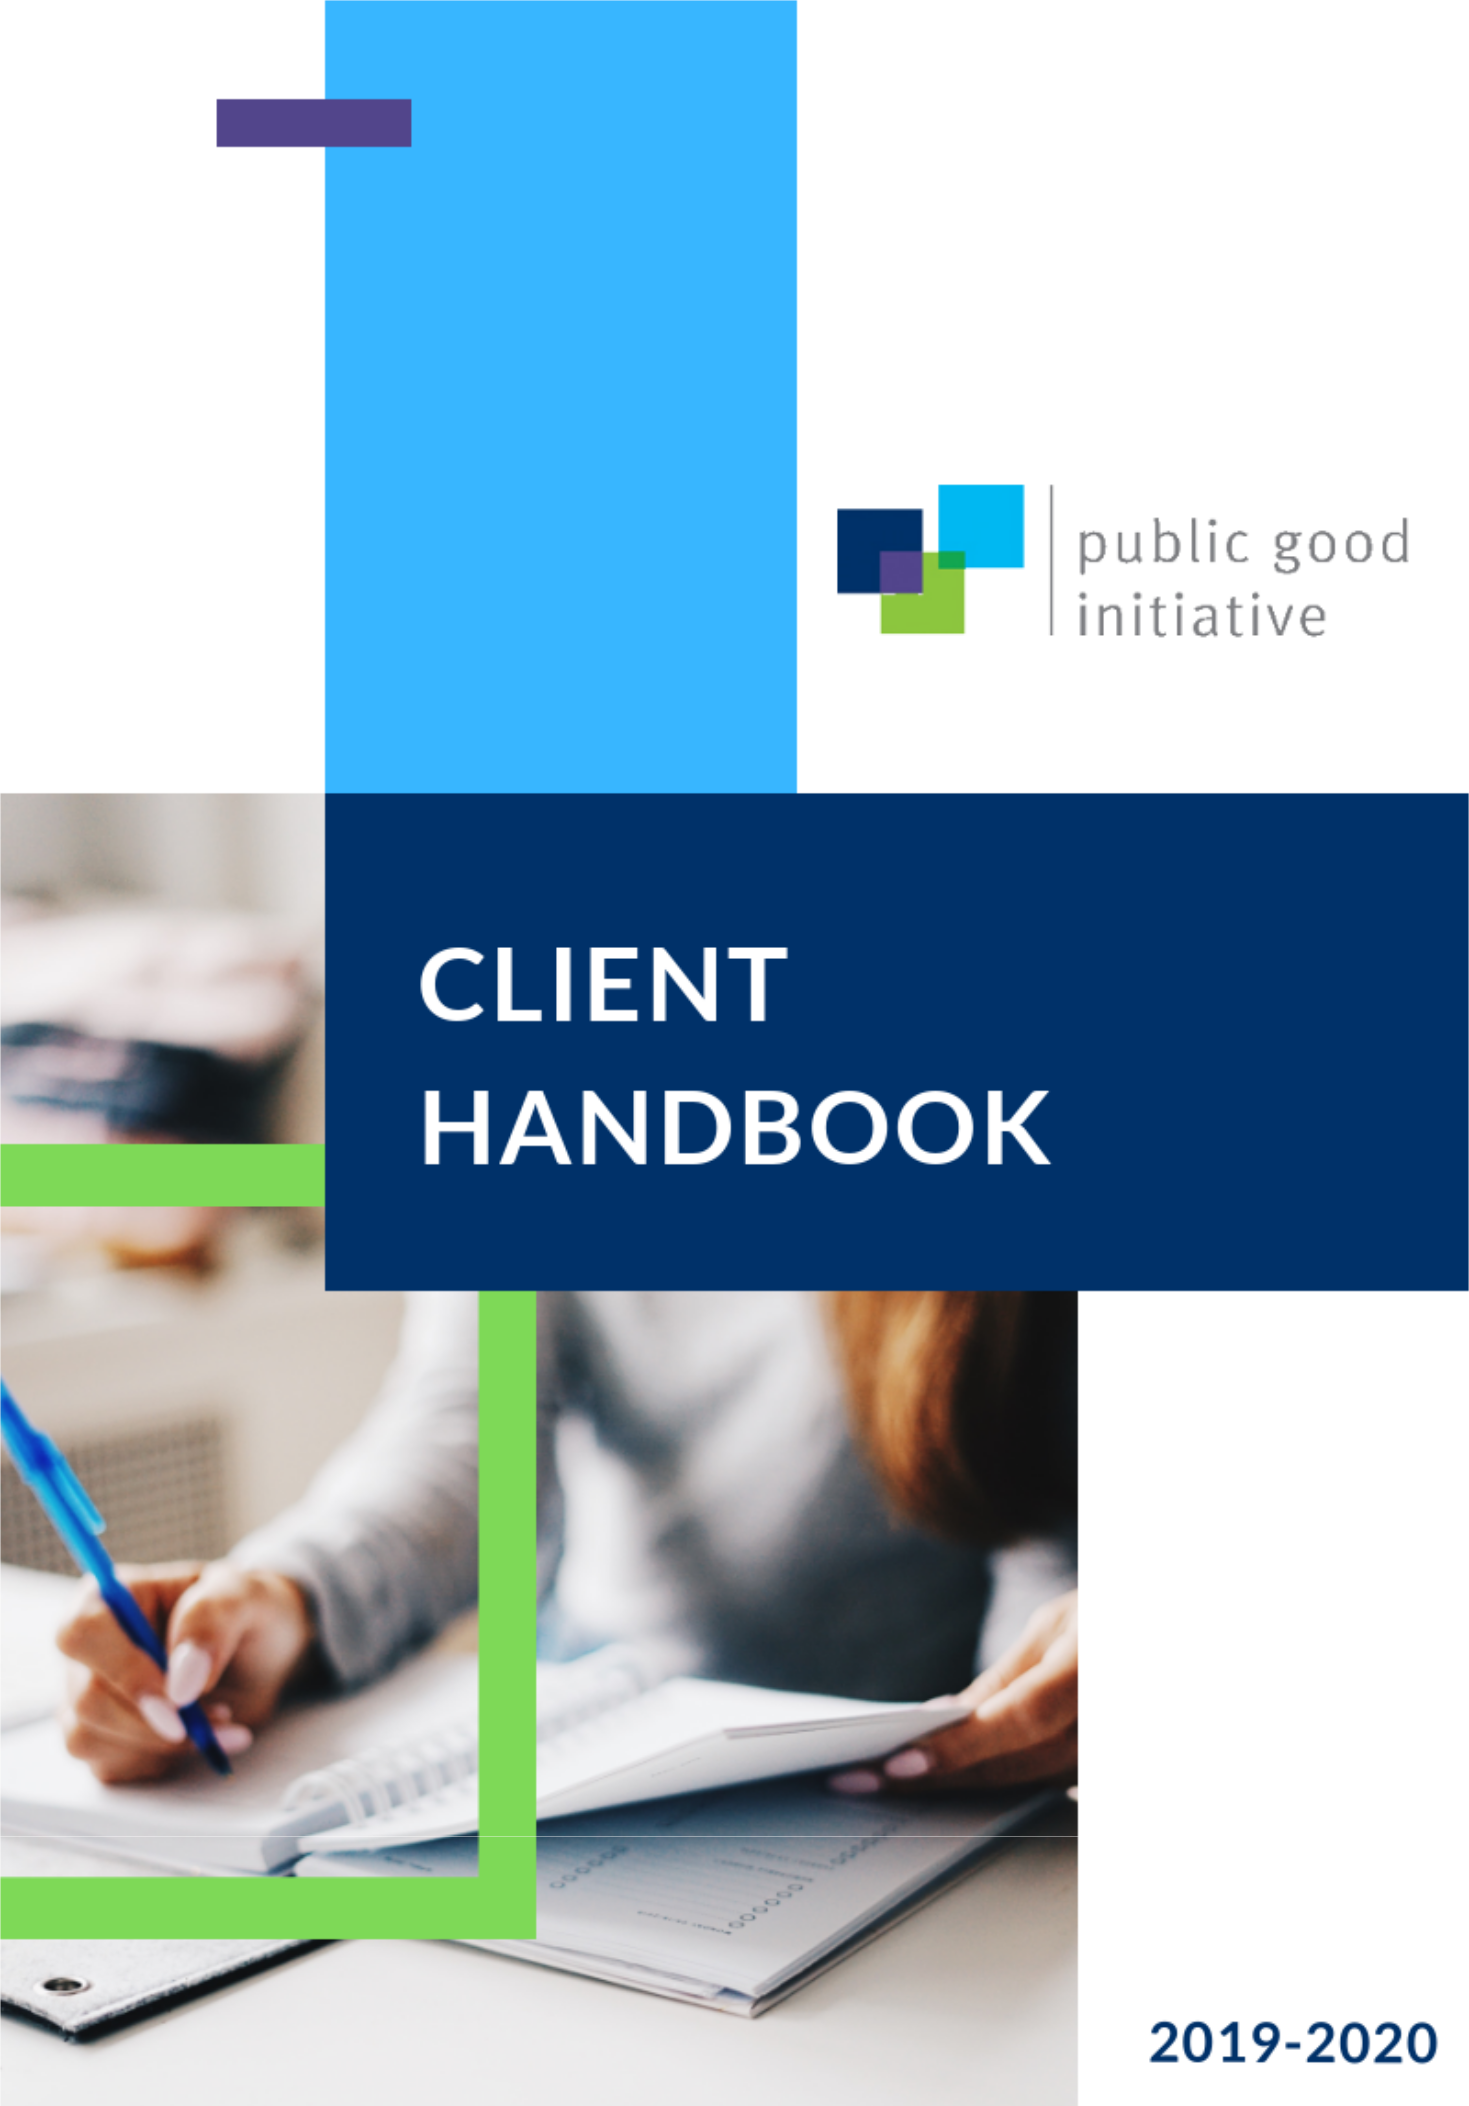 public good
initiative
CLIENT
HANDBOOK
2019-2020